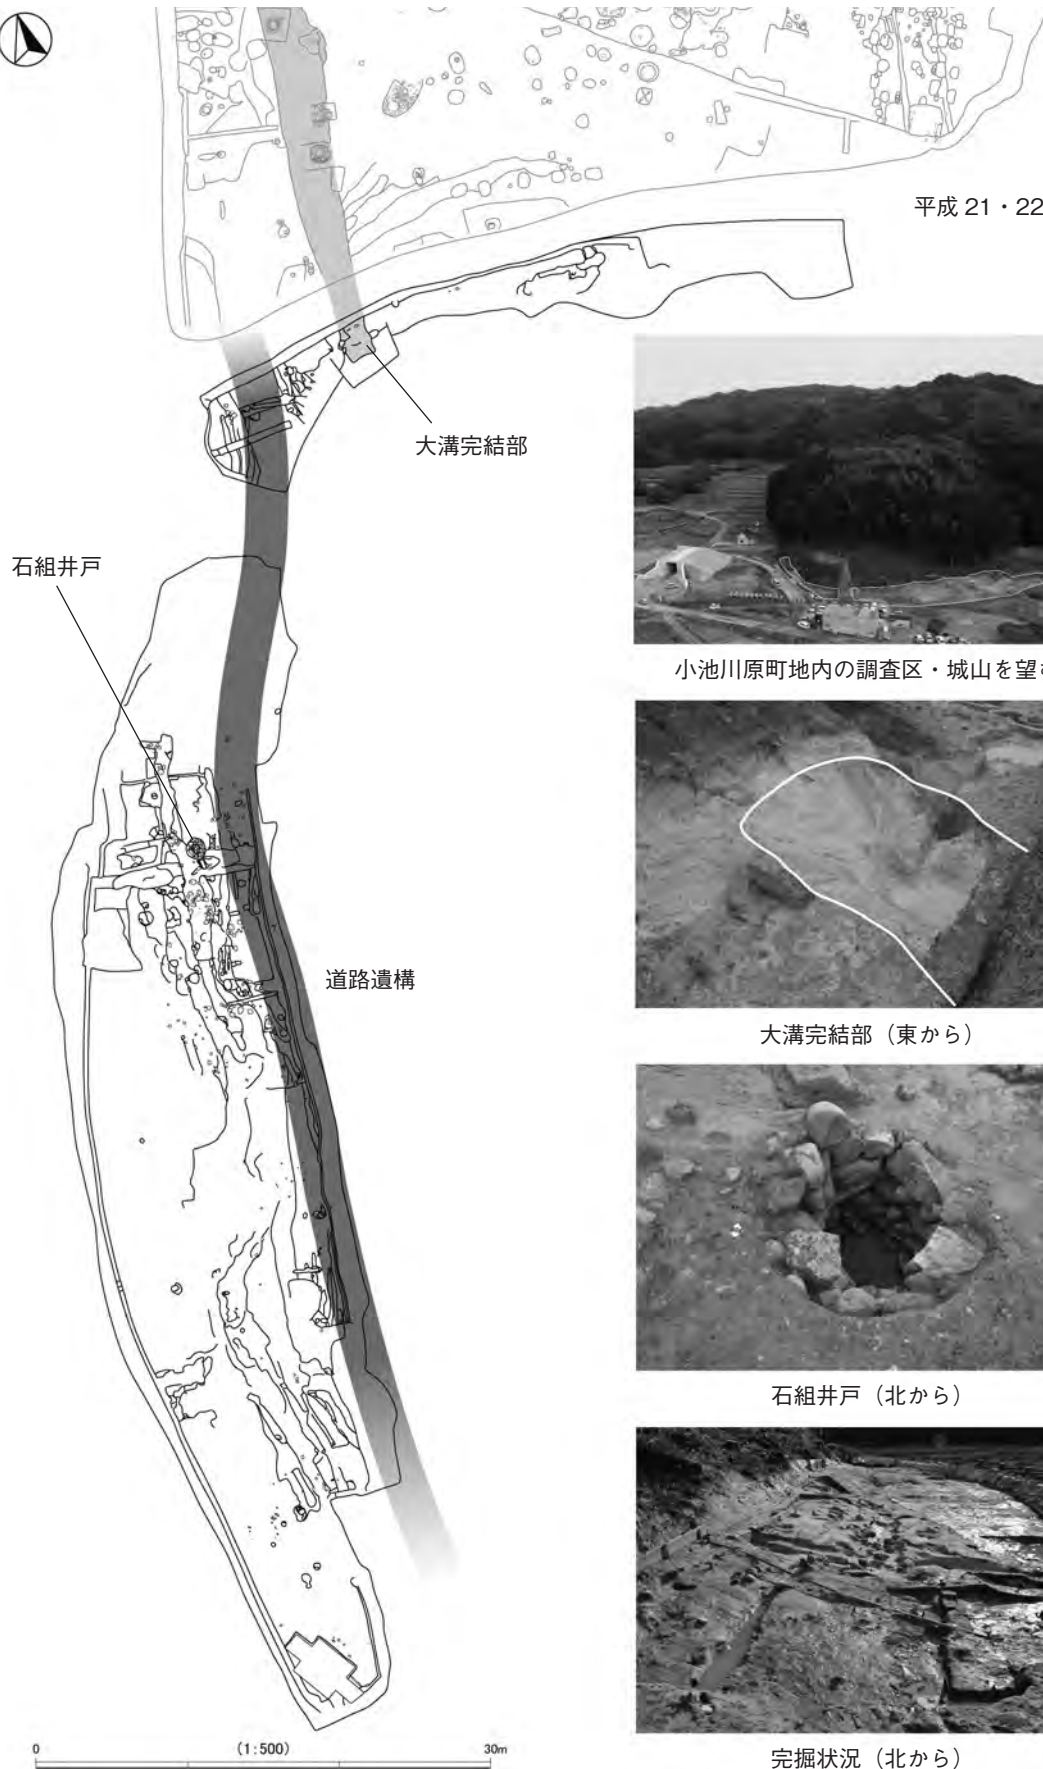 平成 21・22
大溝完結部
石組井戸
小池川原町地内の調査区・城山を望
大溝完結部（東から）
道路遺構
石組井戸（北から）
完掘状況（北から）
0 (1:500) 30m